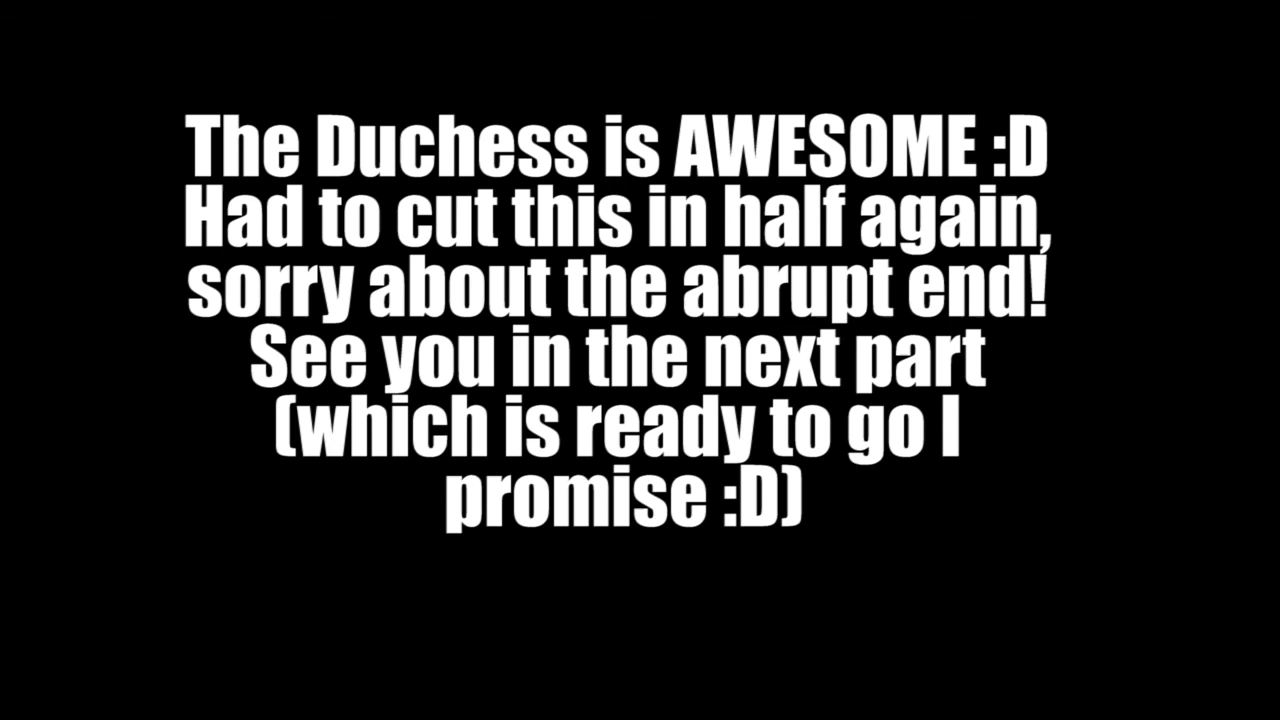 The Duchess is AWESOME :D
Had to cut this in half again,
sorry about the abrupt end!
See you in the next part
(which is ready to go I
promise :D)